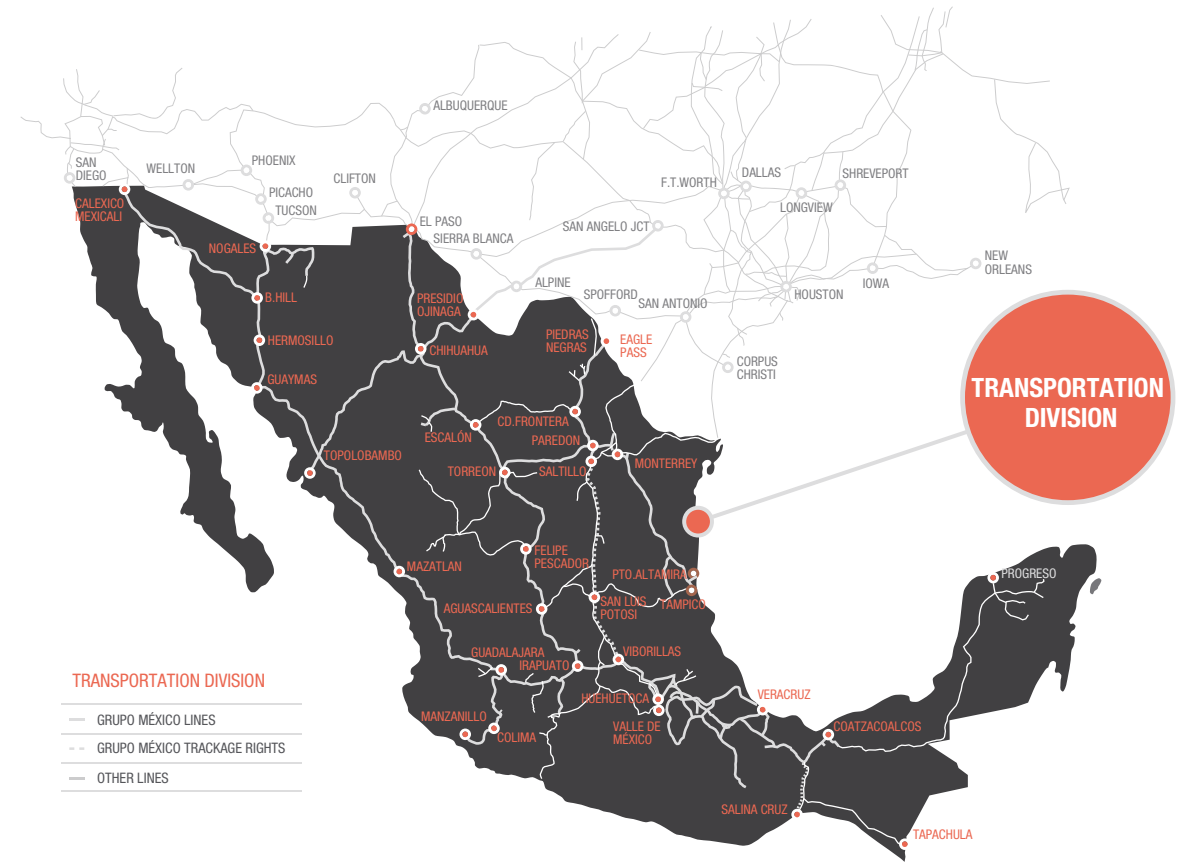 ALBUQUERQUE
SAN
DIEGO
WELLTON
PHOENIX
PICACHO
TUCSON
CLIFTON
EL PASO
SIERRA BLANCA
ALPINE
SAN ANGELO JCT
F.T.WORTH
DALLAS
LONGVIEW
SHREVEPORT
SPOFFORD
SAN ANTONIO
HOUSTON
IOWA
NEW
ORLEANS
CORPUS
CHRISTI
CALEXICO
MEXICALI
NOGALES
B.HILL
HERMOSILLO
GUAYMAS
PRESIDIO
OJINAGA
CHIHUAHUA
PIEDRAS
NEGRAS
EAGLE
PASS
TRANSPORTATION
DIVISION
CD.FRONTERA
ESCALÓN
PAREDON
TOPOLOBAMBO
TORREON
SALTILLO
MONTERREY
MAZATLAN
FELIPE
PESCADOR
PTO.ALTAMIRA
TAMPICO
AGUASCALIENTES
SAN LUIS
POTOSI
PROGRESO
GUADALAJARA
IRAPUATO
VIBORILLAS
HUEHUETOCA
VERACRUZ
MANZANILLO
COLIMA
VALLE DE
MÉXICO
COATZACOALCOS
SALINA CRUZ
TAPACHULA
TRANSPORTATION DIVISION
GRUPO MÉXICO LINES
GRUPO MÉXICO TRACKAGE RIGHTS
OTHER LINES